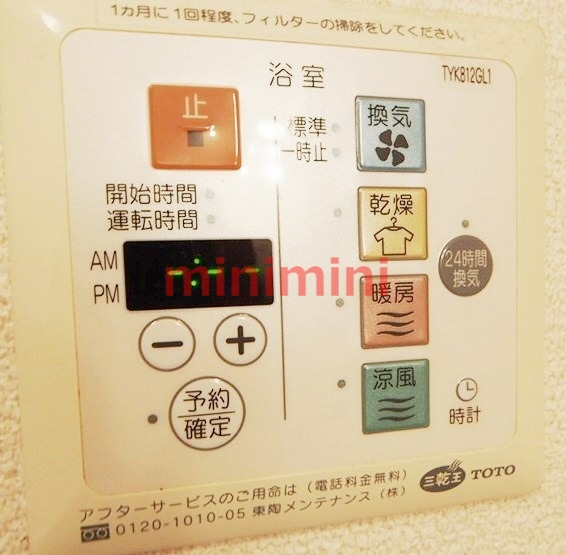 1カ月に1回程度、フィルターの掃除をしてください。
浴室
TYK812GL1
止
標準
一時止
換気
開始時間
運転時間
乾燥
AM
PM
minimini
24時間
換気
暖房
− +
予約
確定
涼風
時計
アフターサービスのご用命は（電話料金無料）
0120-1010-05 東陶メンテナンス（株）
三乾王 TOTO